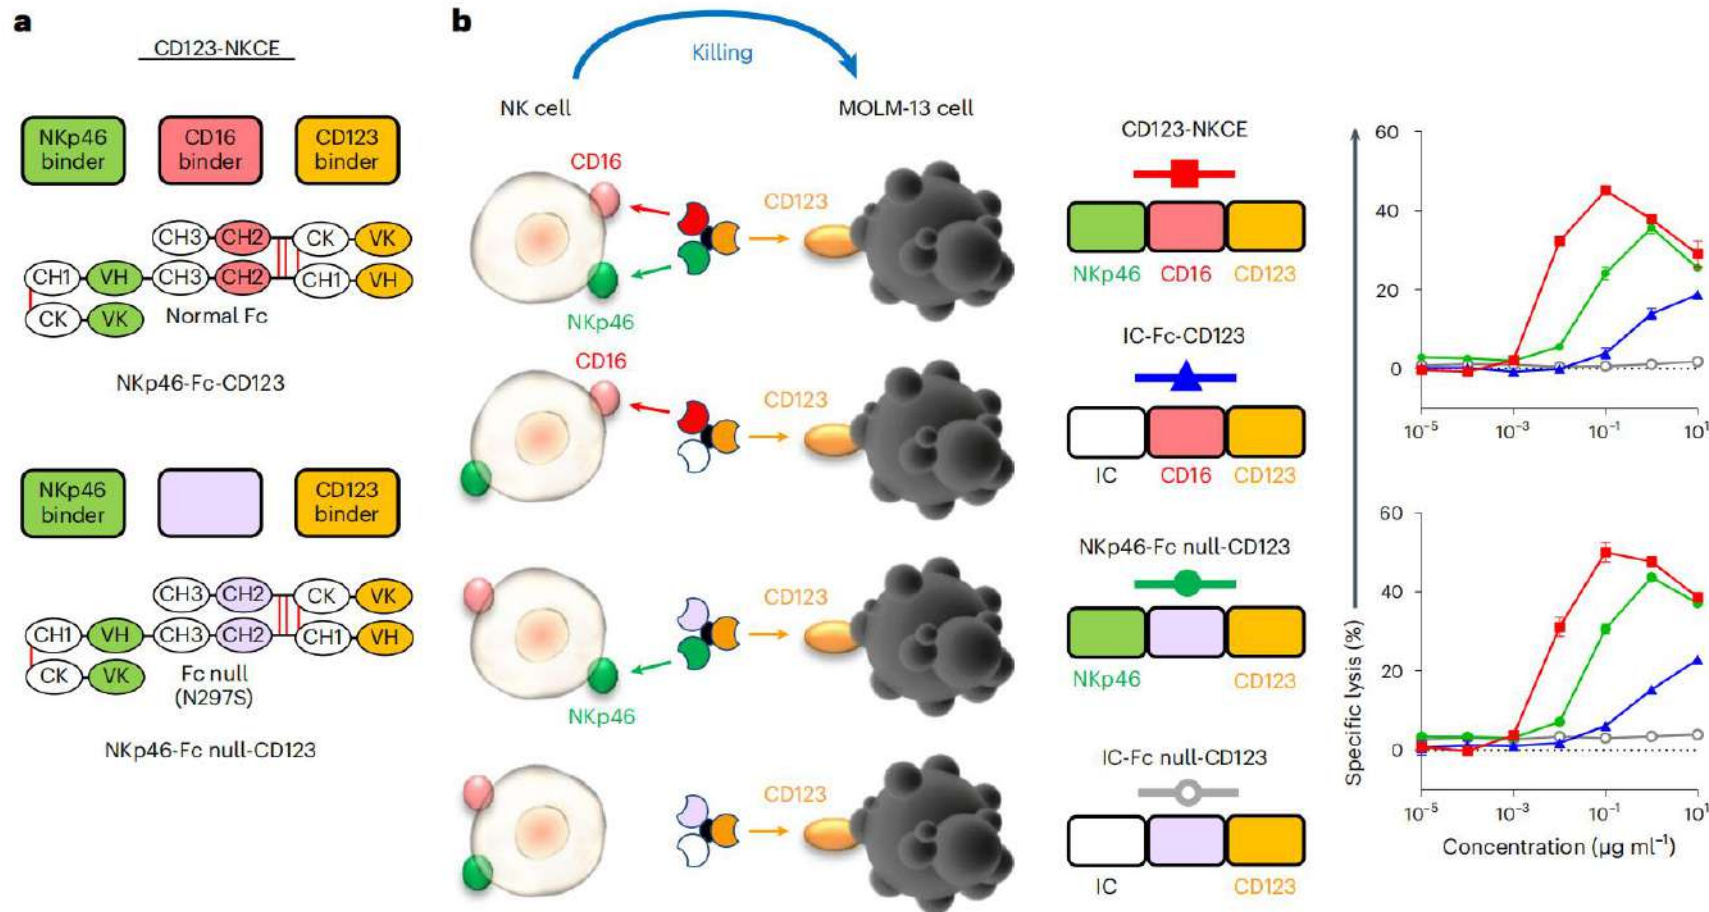 a
CD123-NKCE
NKp46
binder
CD16
binder
CD123
binder
CH3 CH2 CK VK
CH1 VH CH3 CH2 CH1 VH
CK VK
Normal Fc
NKp46-Fc-CD123
NKp46
binder
CD123
binder
CH3 CH2 CK VK
CH1 VH CH3 CH2 CH1 VH
CK VK
Fc null
(N297S)
NKp46-Fc null-CD123
b
Killing
NK cell
MOLM-13 cell
CD16
CD123
NKp46
CD16
CD123
CD123
NKp46
CD123
CD123-NKCE
NKp46 CD16 CD123
IC-Fc-CD123
IC CD16 CD123
NKp46-Fc null-CD123
NKp46 CD123
IC-Fc null-CD123
IC CD123
Specific lysis (%)
60
40
20
0
10⁻⁵ 10⁻³ 10⁻¹ 10¹
60
40
20
0
10⁻⁵ 10⁻³ 10⁻¹ 10¹
Concentration (µg ml⁻¹)